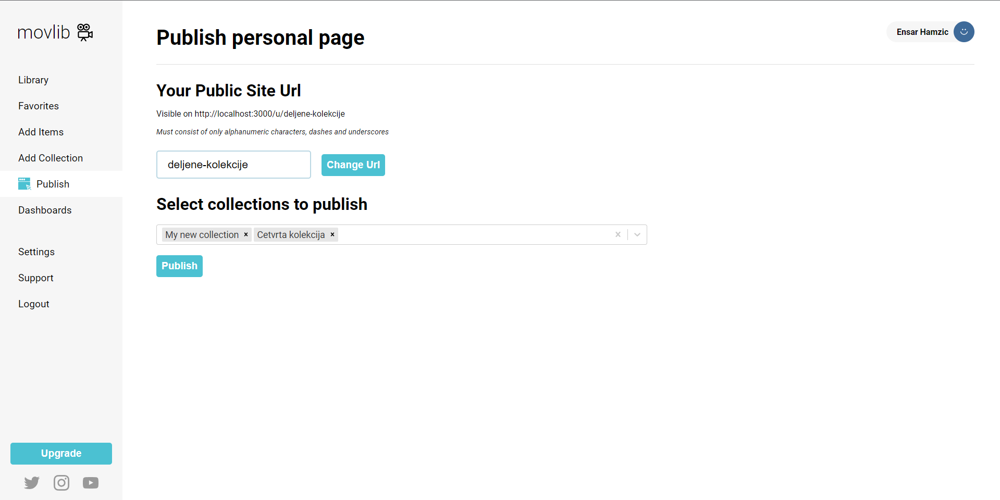 movlib
Library
Favorites
Add Items
Add Collection
Publish
Dashboards
Settings
Support
Logout
Upgrade
Publish personal page
Ensar Hamzic
Your Public Site Url
Visible on http://localhost:3000/u/deljene-kolekcije
Must consist of only alphanumeric characters, dashes and underscores
deljene-kolekcije
Change Url
Select collections to publish
My new collection × Cetvrta kolekcija ×
Publish